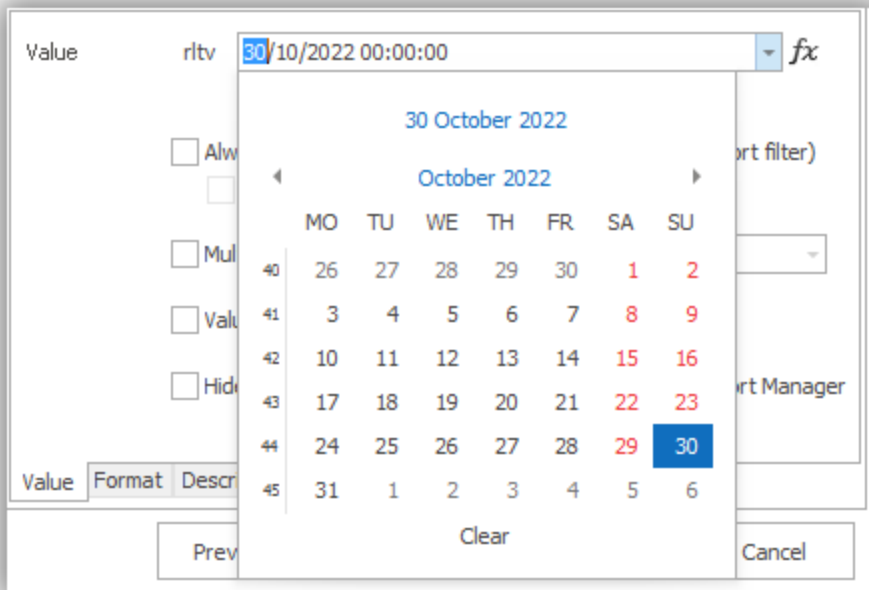 Value rltv 30/10/2022 00:00:00 fx
30 October 2022
Alw ort filter)
October 2022
MO TU WE TH FR SA SU
Mul
40 26 27 28 29 30 1 2
41 3 4 5 6 7 8 9
Valu
42 10 11 12 13 14 15 16
Hide ort Manager
43 17 18 19 20 21 22 23
44 24 25 26 27 28 29 30
Value Format Descr
45 31 1 2 3 4 5 6
Clear
Prev Cancel